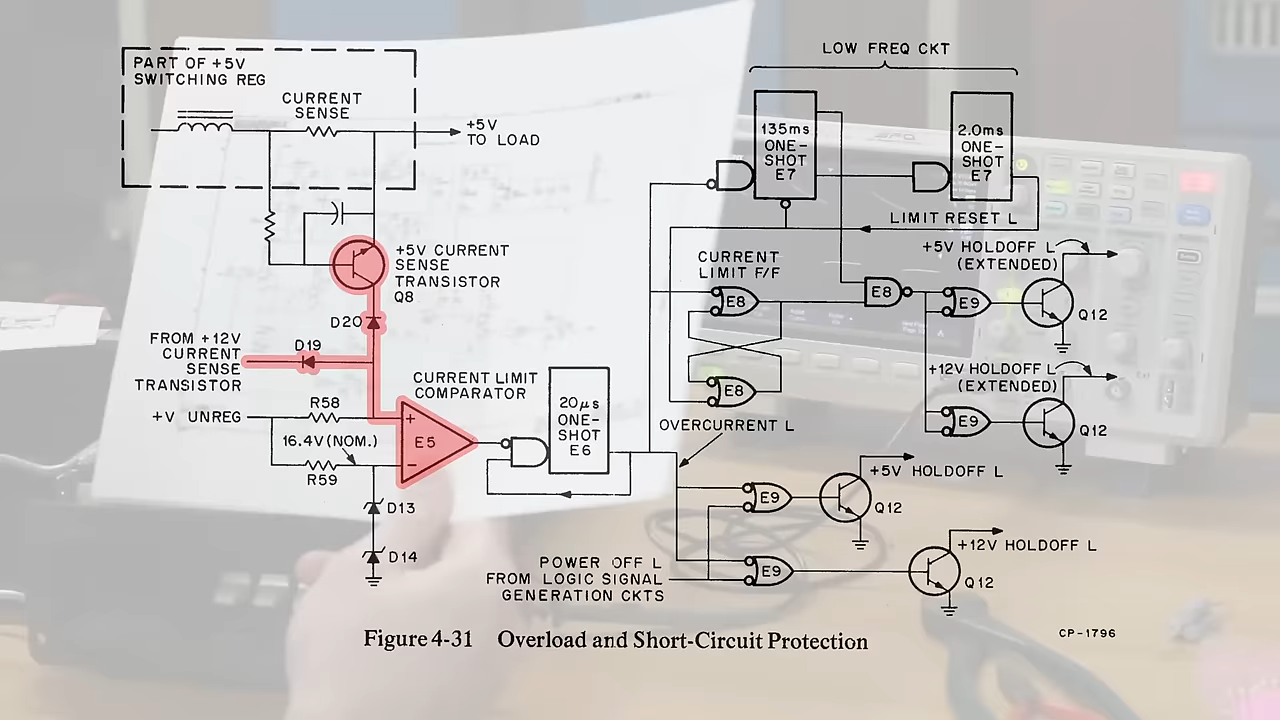 PART OF +5V
SWITCHING REG
CURRENT
SENSE
+5V
TO LOAD
+5V CURRENT
SENSE
TRANSISTOR
Q8
D20
FROM +12V
CURRENT
SENSE
TRANSISTOR
D19
+V UNREG
R58
16.4V(NOM.)
R59
CURRENT LIMIT
COMPARATOR
+
E5
−
D13
D14
20μs
ONE-
SHOT
E6
LOW FREQ CKT
135ms
ONE-
SHOT
E7
2.0ms
ONE-
SHOT
E7
LIMIT RESET L
CURRENT
LIMIT F/F
E8
E8
E8
OVERCURRENT L
+5V HOLDOFF L
(EXTENDED)
E9
Q12
+12V HOLDOFF L
(EXTENDED)
E9
Q12
+5V HOLDOFF L
E9
Q12
+12V HOLDOFF L
E9
Q12
POWER OFF L
FROM LOGIC SIGNAL
GENERATION CKTS
CP-1796
Figure 4-31 Overload and Short-Circuit Protection